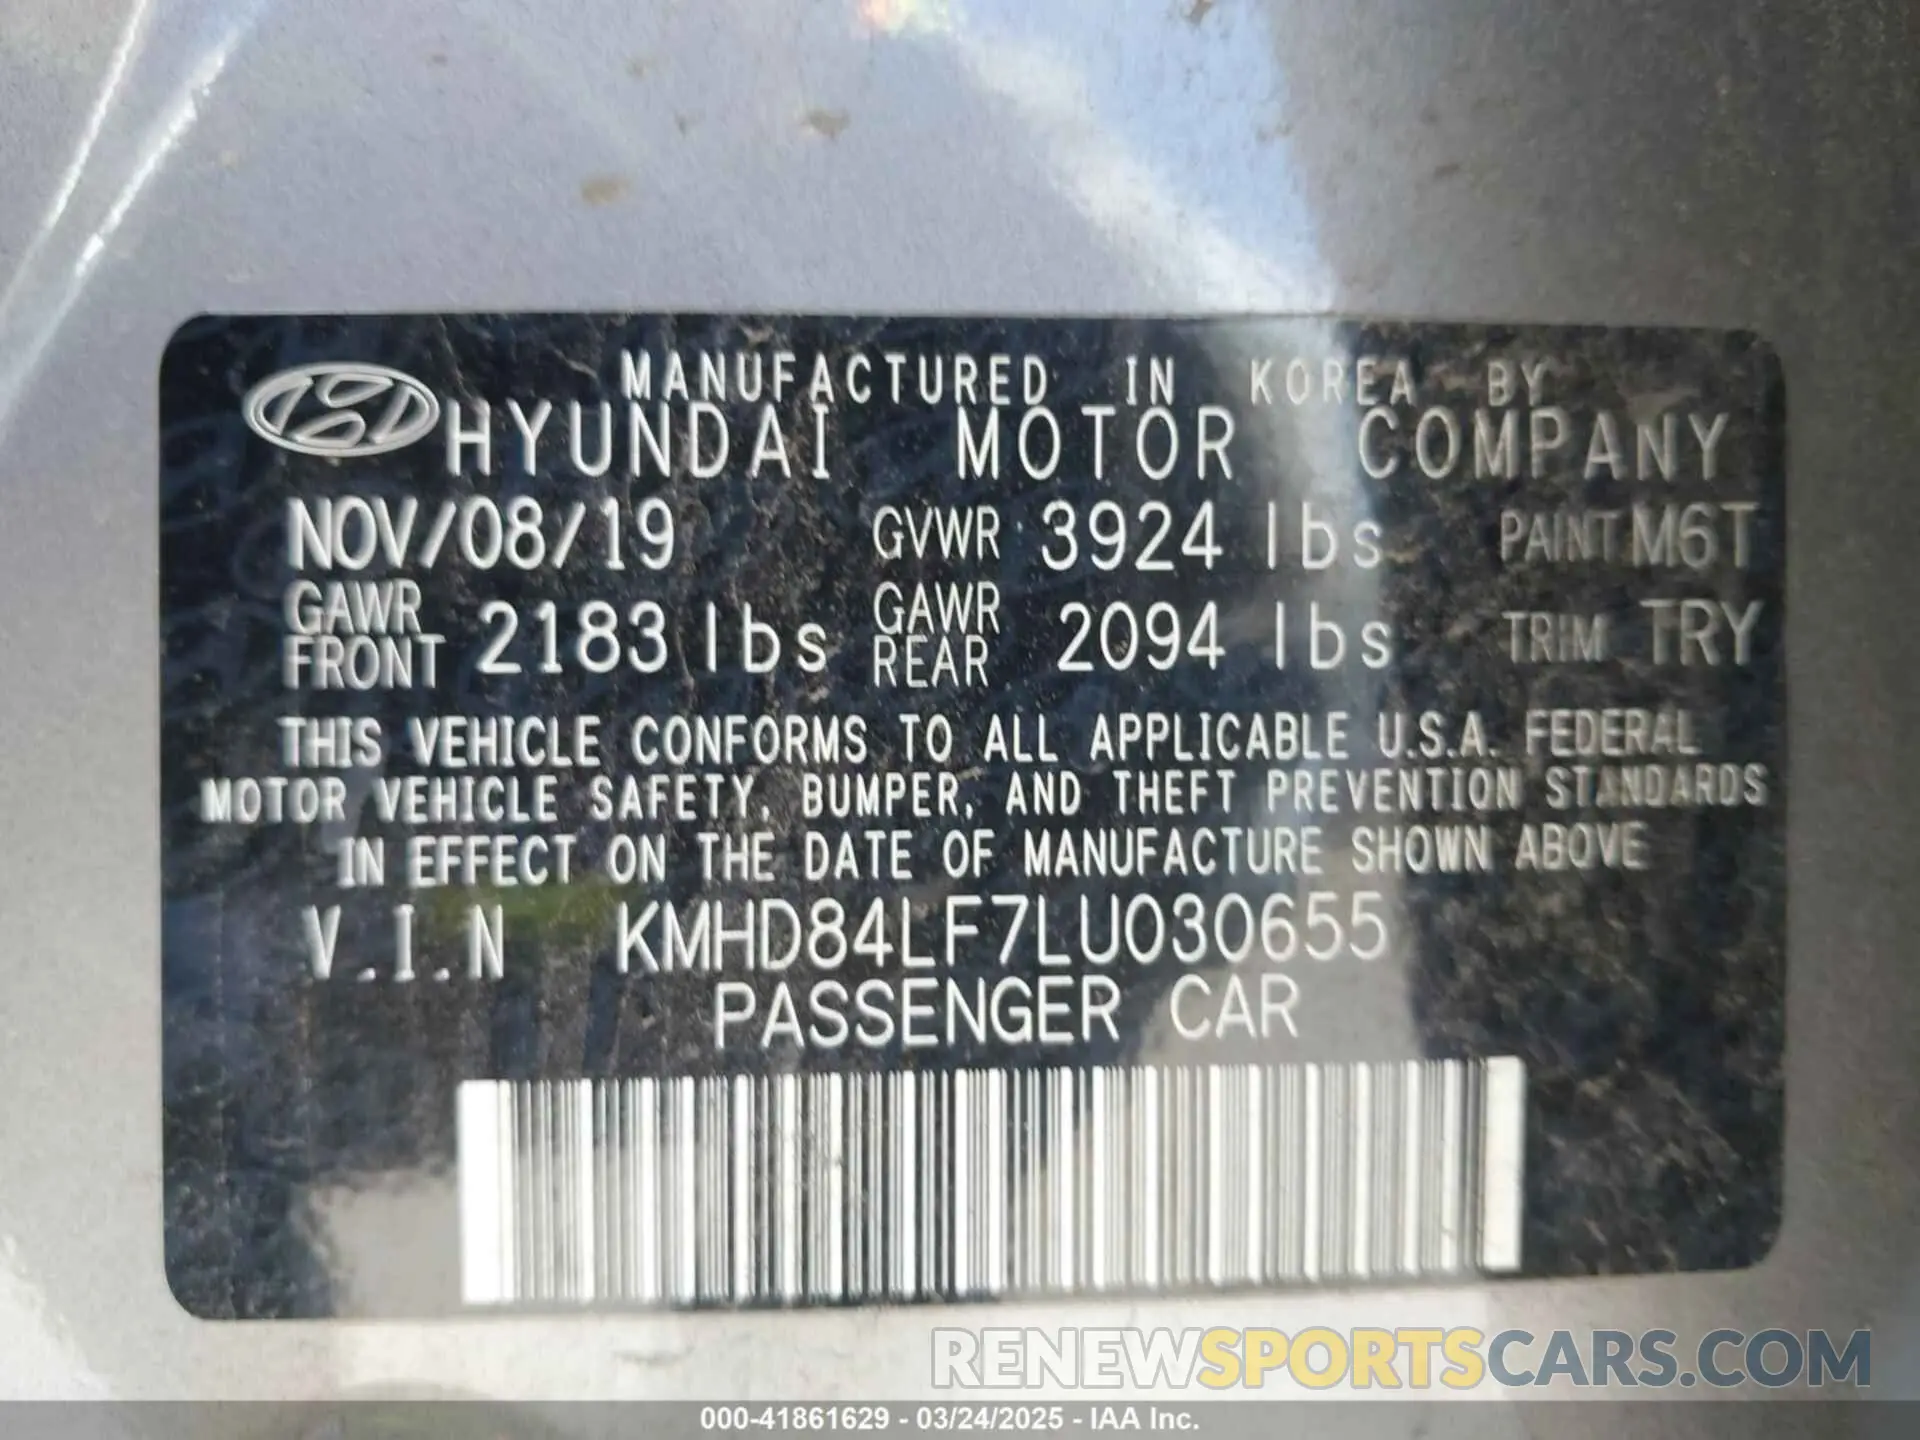 MANUFACTURED IN KOREA BY
HYUNDAI MOTOR COMPANY
NOV/08/19 GVWR : 3924 lbs PAINT M6T
GAWR FRONT 2183 lbs GAWR REAR 2094 lbs TRIM TRY
THIS VEHICLE CONFORMS TO ALL APPLICABLE U.S.A. FEDERAL
MOTOR VEHICLE SAFETY, BUMPER, AND THEFT PREVENTION STANDARDS
IN EFFECT ON THE DATE OF MANUFACTURE SHOWN ABOVE
V.I.N KMHD84LF7LU030655
PASSENGER CAR
RENEWSPORTSCARS.COM
000-41861629 - 03/24/2025 - IAA Inc.